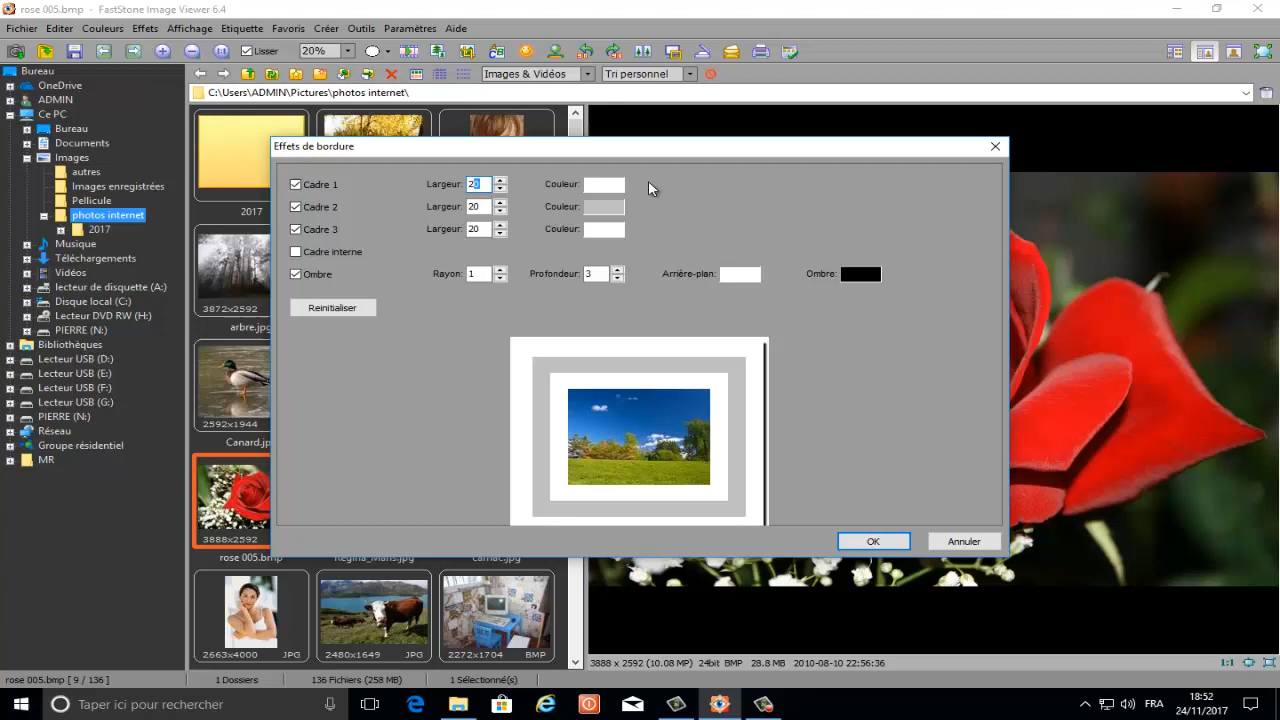 rose 005.bmp - FastStone Image Viewer 6.4
Fichier Editer Couleurs Effets Affichage Etiquette Favoris Créer Outils Paramètres Aide
Lisser 20%
Bureau
OneDrive
ADMIN
Ce PC
Bureau
Documents
Images
autres
Images enregistrées
Pellicule
photos internet
2017
Musique
Téléchargements
Vidéos
lecteur de disquette (A:)
Disque local (C:)
Lecteur DVD RW (H:)
PIERRE (N:)
Bibliothèques
Lecteur USB (D:)
Lecteur USB (E:)
Lecteur USB (F:)
Lecteur USB (G:)
PIERRE (N:)
Réseau
Groupe résidentiel
MR
Images & Vidéos Tri personnel
C:\Users\ADMIN\Pictures\photos internet\
2017
3872x2592
arbre.jpg
2592x1944
Canard.jp
3888x2592
rose 005.bmp Regina_Maris.jpg carnac.jpg
2663x4000 JPG 2480x1649 JPG 2272x1704 BMP
Effets de bordure
Cadre 1 Largeur: 20 Couleur:
Cadre 2 Largeur: 20 Couleur:
Cadre 3 Largeur: 20 Couleur:
Cadre interne
Ombre Rayon: 1 Profondeur: 3 Arrière-plan: Ombre:
Reinitialiser
OK Annuler
3888 x 2592 (10.08 MP) 24bit BMP 28.8 MB 2010-08-10 22:56:36 1:1
rose 005.bmp [ 9 / 136 ] 1 Dossiers 136 Fichiers (258 MB) 1 Sélectionné(s)
Taper ici pour rechercher
FRA
18:52
24/11/2017